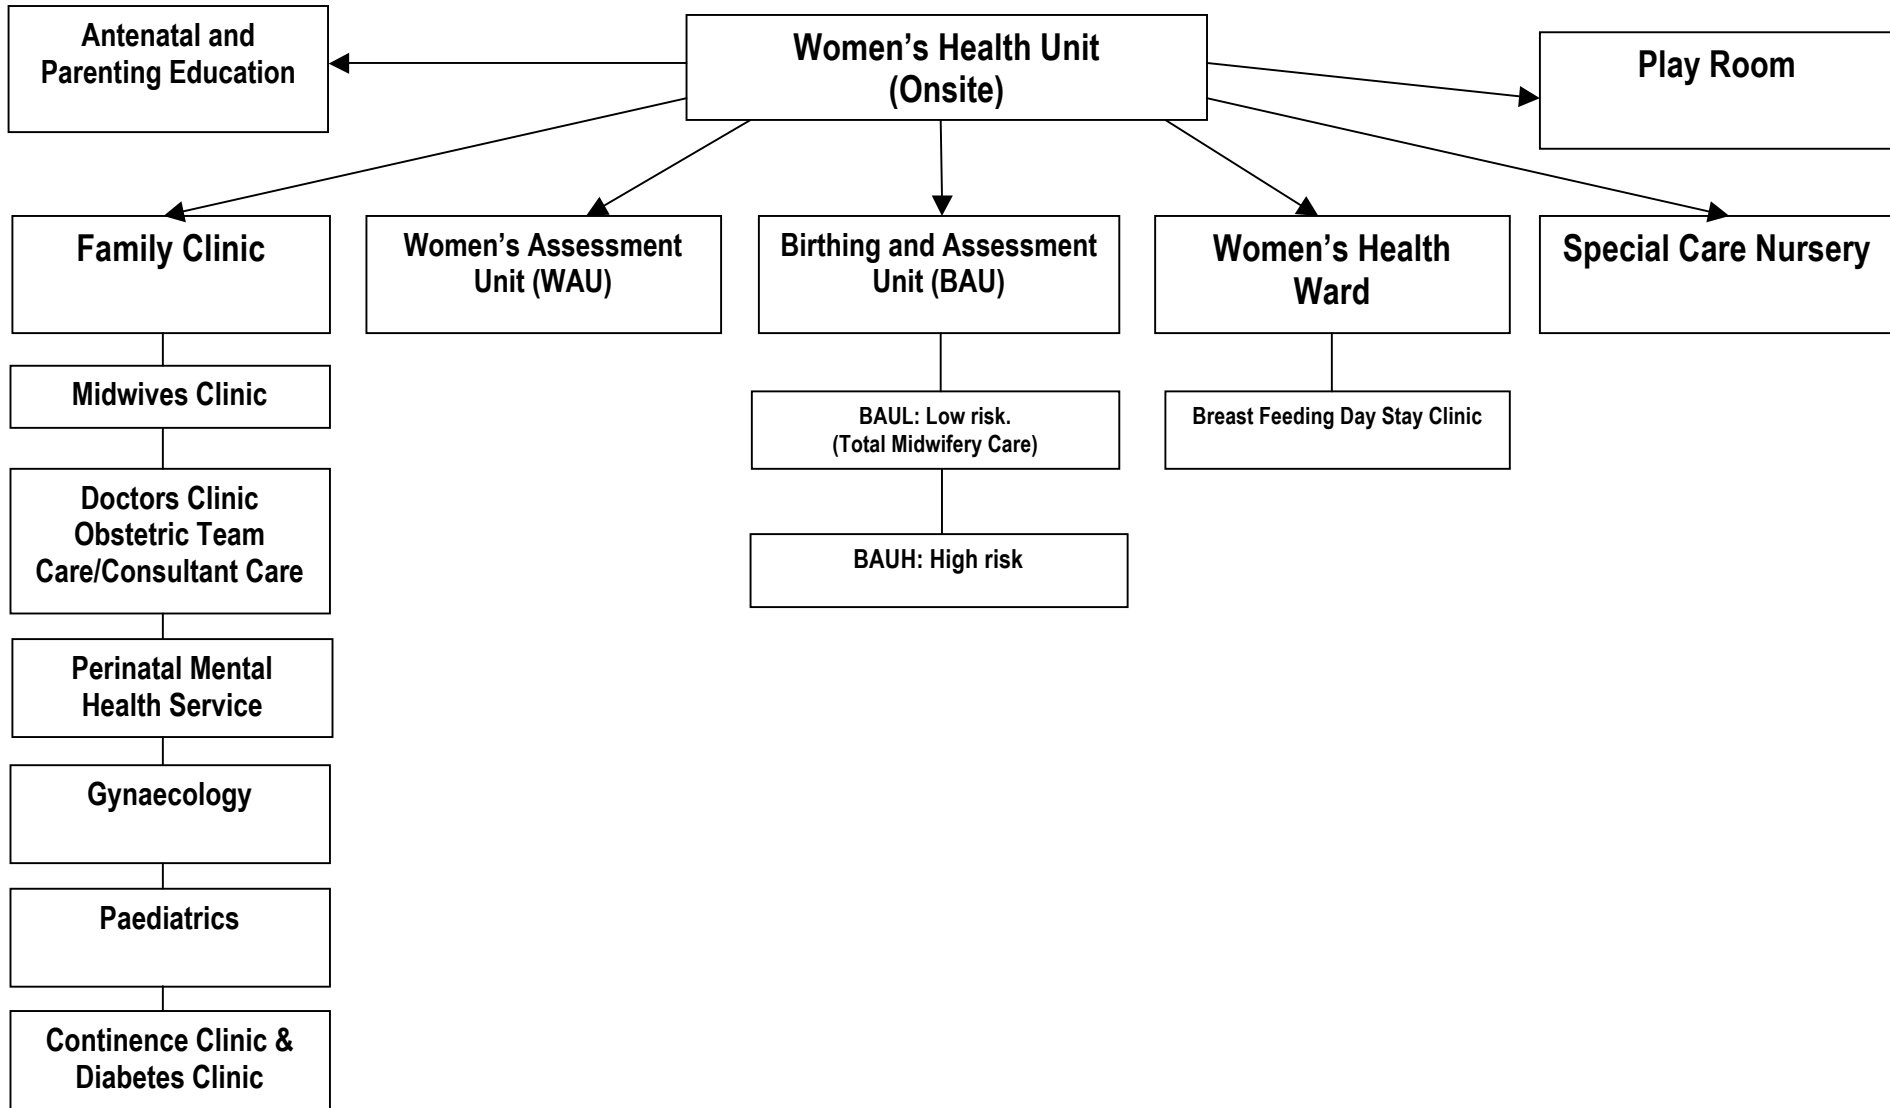 Antenatal and
Parenting Education
Women’s Health Unit
(Onsite)
Play Room
Family Clinic
Women’s Assessment
Unit (WAU)
Birthing and Assessment
Unit (BAU)
Women’s Health
Ward
Special Care Nursery
Midwives Clinic
Doctors Clinic
Obstetric Team
Care/Consultant Care
Perinatal Mental
Health Service
Gynaecology
Paediatrics
Continence Clinic &
Diabetes Clinic
BAUL: Low risk.
(Total Midwifery Care)
BAUH: High risk
Breast Feeding Day Stay Clinic